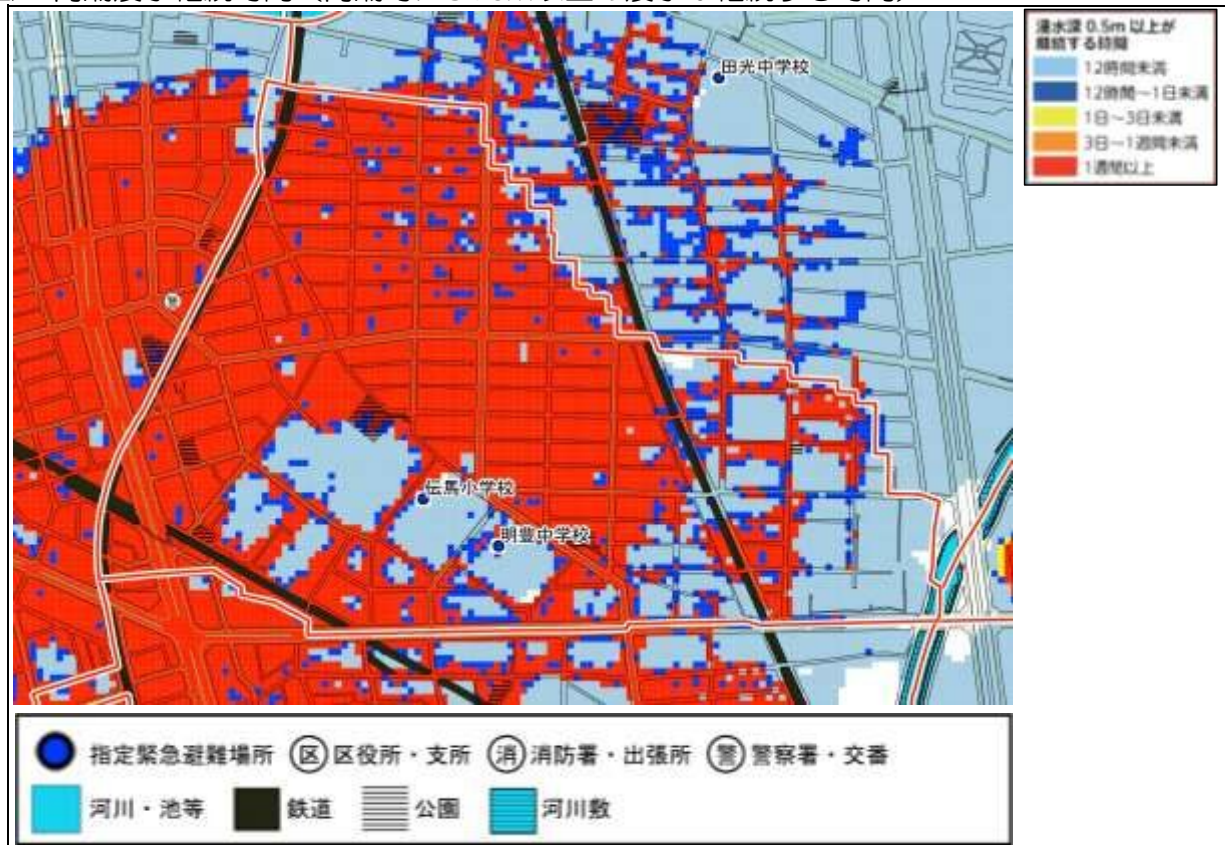 浸水深 0.5m 以上が
継続する時間
12時間未満
12時間～1日未満
1日～3日未満
3日～1週間未満
1週間以上
田光中学校
伝馬小学校
明豊中学校
指定緊急避難場所 区 区役所・支所 消 消防署・出張所 警 警察署・交番
河川・池等 鉄道 公園 河川敷